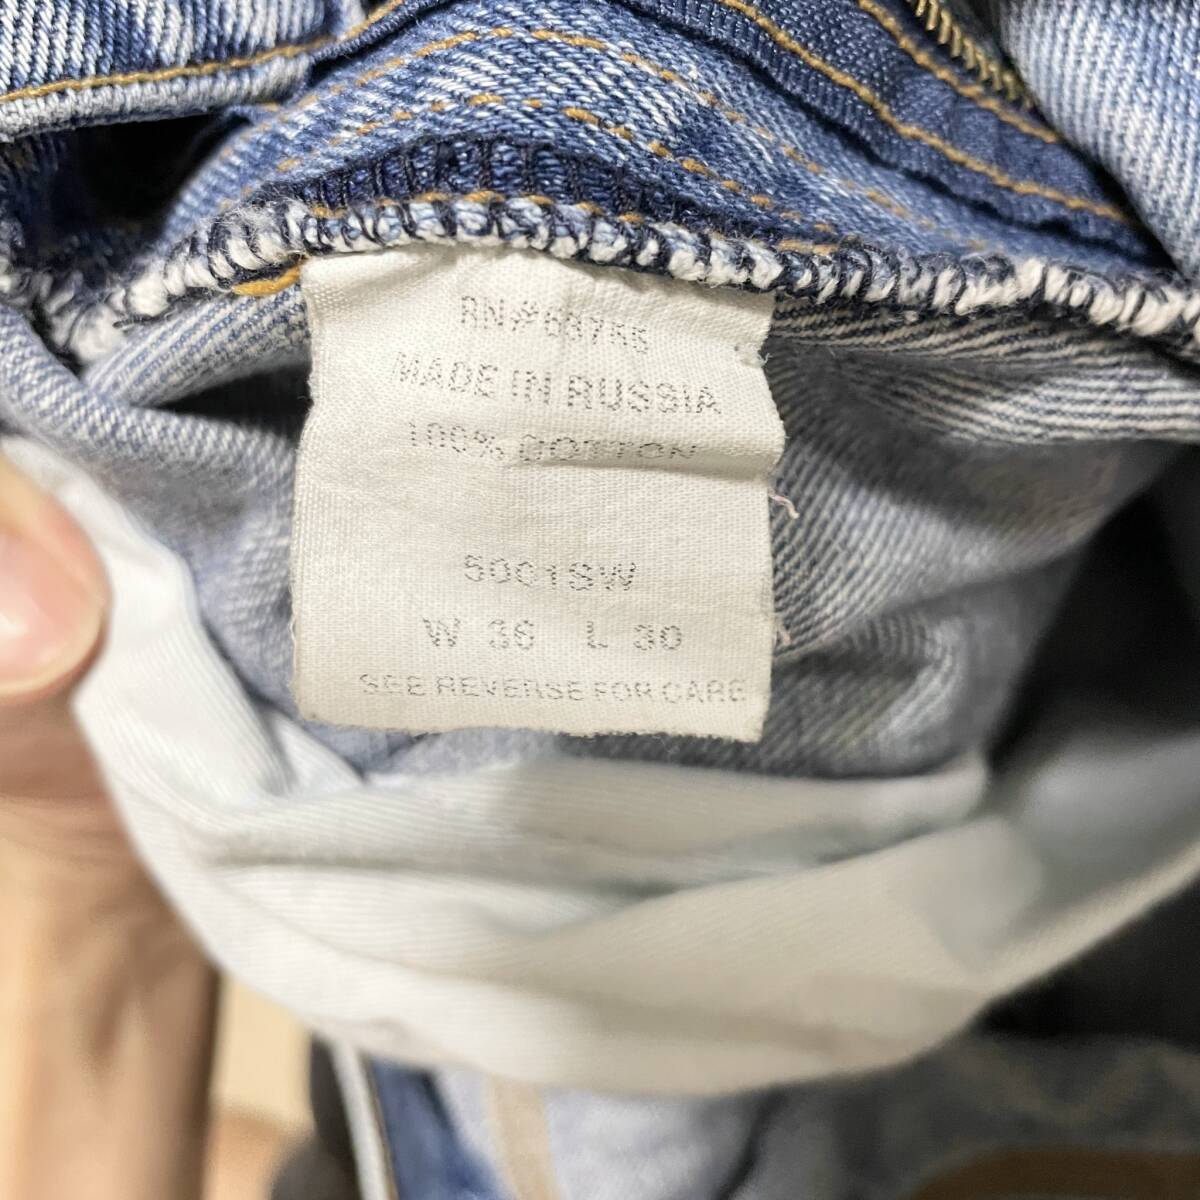 RN#63755
MADE IN RUSSIA
100% COTTON
5001SW
W 36 L 30
SEE REVERSE FOR CARE